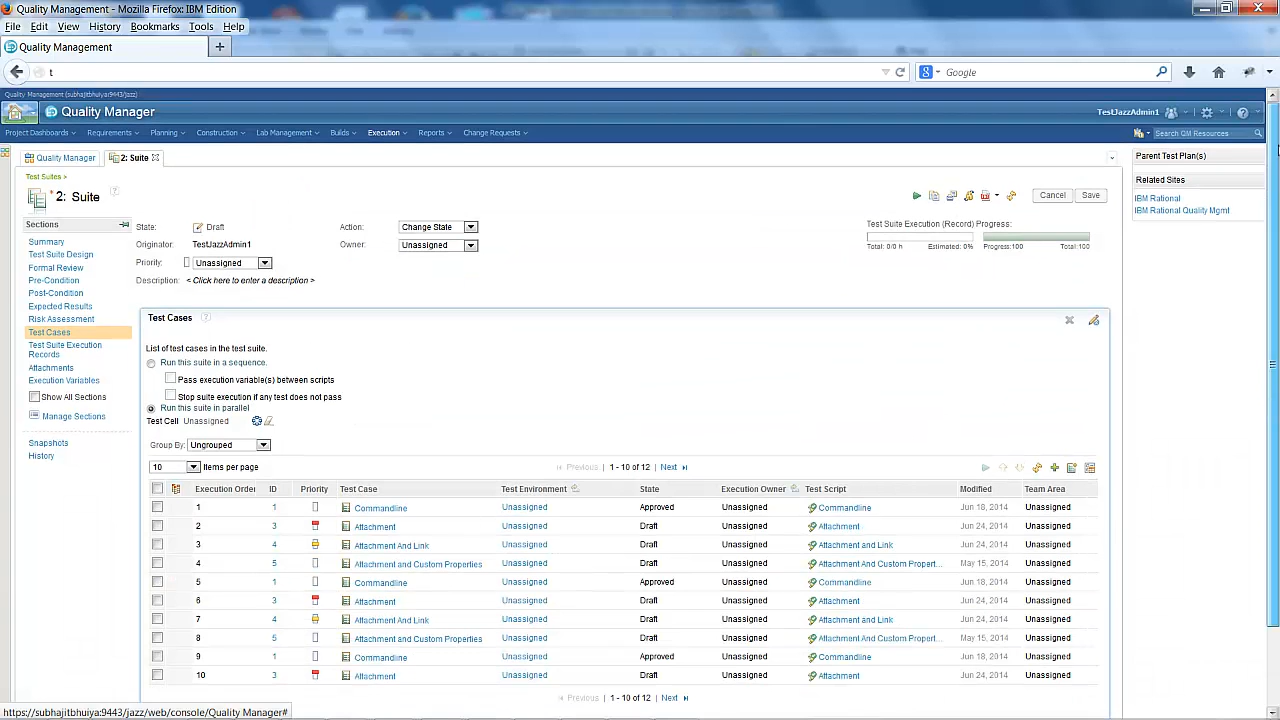 Quality Management - Mozilla Firefox: IBM Edition
File Edit View History Bookmarks Tools Help
Quality Management
t
Google
Quality Management (subhajitbhuiya:9443/jazz)
Quality Manager
TestJazzAdmin1
Project Dashboards Requirements Planning Construction Lab Management Builds Execution Reports Change Requests
Search QM Resources
Quality Manager 2: Suite
Parent Test Plan(s)
Test Suites >
Related Sites
2: Suite
Cancel Save
IBM Rational
IBM Rational Quality Mgmt
Sections
Summary
Test Suite Design
Formal Review
Pre-Condition
Post-Condition
Expected Results
Risk Assessment
Test Cases
Test Suite Execution Records
Attachments
Execution Variables
Show All Sections
Manage Sections
Snapshots
History
State: Draft Action: Change State
Originator: TestJazzAdmin1 Owner: Unassigned
Priority: Unassigned
Description: < Click here to enter a description >
Test Suite Execution (Record) Progress:
Total: 0/0 h Estimated: 0% Progress:100 Total:100
Test Cases
List of test cases in the test suite.
Run this suite in a sequence.
Pass execution variable(s) between scripts
Stop suite execution if any test does not pass
Run this suite in parallel
Test Cell Unassigned
Group By: Ungrouped
10 items per page Previous | 1 - 10 of 12 | Next
Execution Order ID Priority Test Case Test Environment State Execution Owner Test Script Modified Team Area
1 1 Commandline Unassigned Approved Unassigned Commandline Jun 18, 2014 Unassigned
2 3 Attachment Unassigned Draft Unassigned Attachment Jun 24, 2014 Unassigned
3 4 Attachment And Link Unassigned Draft Unassigned Attachment and Link Jun 24, 2014 Unassigned
4 5 Attachment and Custom Properties Unassigned Draft Unassigned Attachment And Custom Propert... May 15, 2014 Unassigned
5 1 Commandline Unassigned Approved Unassigned Commandline Jun 18, 2014 Unassigned
6 3 Attachment Unassigned Draft Unassigned Attachment Jun 24, 2014 Unassigned
7 4 Attachment And Link Unassigned Draft Unassigned Attachment and Link Jun 24, 2014 Unassigned
8 5 Attachment and Custom Properties Unassigned Draft Unassigned Attachment And Custom Propert... May 15, 2014 Unassigned
9 1 Commandline Unassigned Approved Unassigned Commandline Jun 18, 2014 Unassigned
10 3 Attachment Unassigned Draft Unassigned Attachment Jun 24, 2014 Unassigned
Previous | 1 - 10 of 12 | Next
https://subhajitbhuiya:9443/jazz/web/console/Quality Manager#